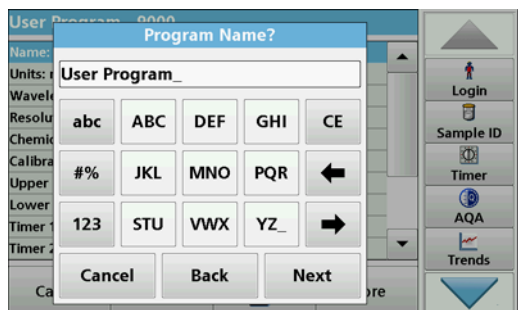 User Program 9000
Program Name?
Name:
Units:
User Program_
Wavele
Resolu
Chemic
Calibra
Upper
Lower
Timer 1
Timer 2
abc ABC DEF GHI CE
#% JKL MNO PQR
123 STU VWX YZ_
Cancel Back Next
Ca
ore
Login
Sample ID
Timer
AQA
Trends